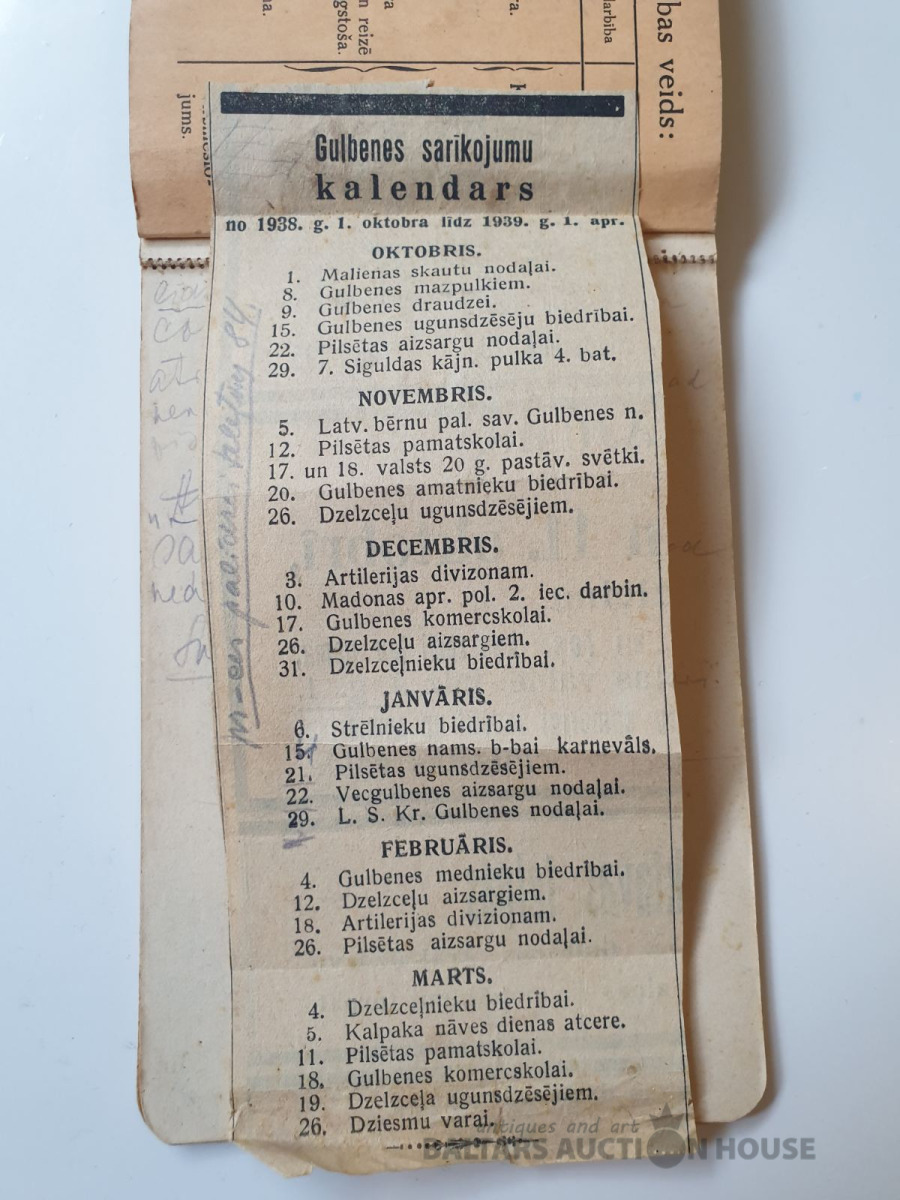 darbība
bas veids:
n reizē
gstoša.
jums.
Gulbenes sarīkojumu
kalendars
no 1938. g. 1. oktobra līdz 1939. g. 1. apr.
OKTOBRIS.
1. Malienas skautu nodaļai.
8. Gulbenes mazpulkiem.
9. Gulbenes draudzei.
15. Gulbenes ugunsdzēsēju biedrībai.
22. Pilsētas aizsargu nodaļai.
29. 7. Siguldas kājn. pulka 4. bat.
NOVEMBRIS.
5. Latv. bērnu pal. sav. Gulbenes n.
12. Pilsētas pamatskolai.
17. un 18. valsts 20 g. pastāv. svētki.
20. Gulbenes amatnieku biedrībai.
26. Dzelzceļu ugunsdzēsējiem.
DECEMBRIS.
3. Artilerijas divizonam.
10. Madonas apr. pol. 2. iec. darbin.
17. Gulbenes komercskolai.
26. Dzelzceļu aizsargiem.
31. Dzelzceļnieku biedrībai.
JANVĀRIS.
6. Strēlnieku biedrībai.
15. Gulbenes nams. b-bai karnevāls.
21. Pilsētas ugunsdzēsējiem.
22. Vecgulbenes aizsargu nodaļai.
29. L. S. Kr. Gulbenes nodaļai.
FEBRUĀRIS.
4. Gulbenes mednieku biedrībai.
12. Dzelzceļu aizsargiem.
18. Artilerijas divizionam.
26. Pilsētas aizsargu nodaļai.
MARTS.
4. Dzelzceļnieku biedrībai.
5. Kalpaka nāves dienas atcere.
11. Pilsētas pamatskolai.
18. Gulbenes komercskolai.
19. Dzelzceļa ugunsdzēsējiem.
26. Dziesmu varai.
antiques and art
BALTARS AUCTION HOUSE